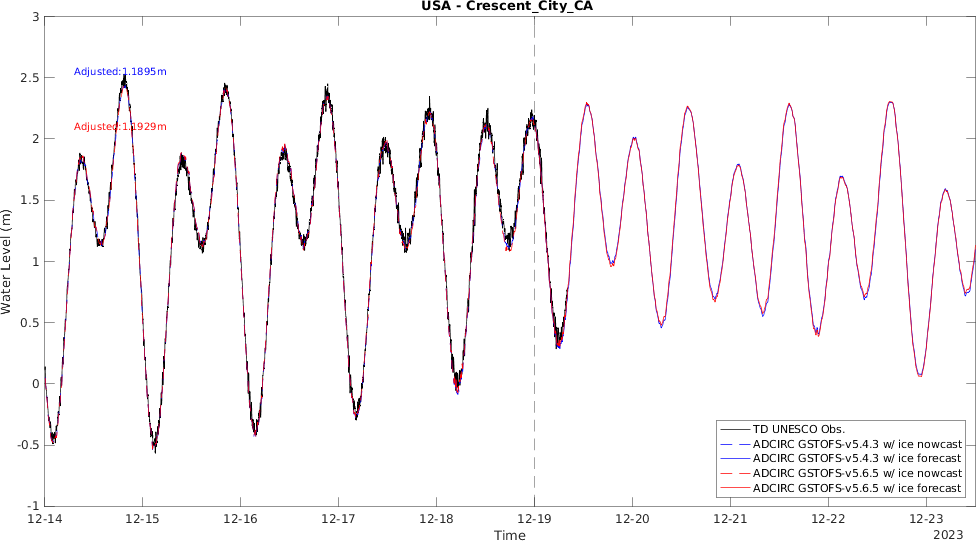 USA - Crescent_City_CA
3
2.5
2
1.5
1
0.5
0
-0.5
-1
Water Level (m)
Adjusted:1.1895m
Adjusted:1.1929m
TD UNESCO Obs.
ADCIRC GSTOFS-v5.4.3 w/ ice nowcast
ADCIRC GSTOFS-v5.4.3 w/ ice forecast
ADCIRC GSTOFS-v5.6.5 w/ ice nowcast
ADCIRC GSTOFS-v5.6.5 w/ ice forecast
12-14 12-15 12-16 12-17 12-18 12-19 12-20 12-21 12-22 12-23
Time
2023